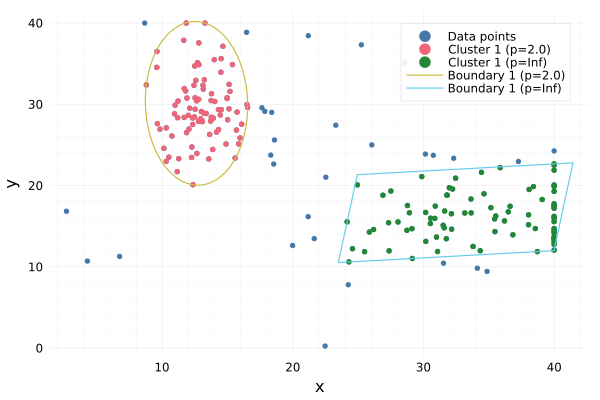 40
30
20
10
0
y
10
20
30
40
x
Data points
Cluster 1 (p=2.0)
Cluster 1 (p=Inf)
Boundary 1 (p=2.0)
Boundary 1 (p=Inf)